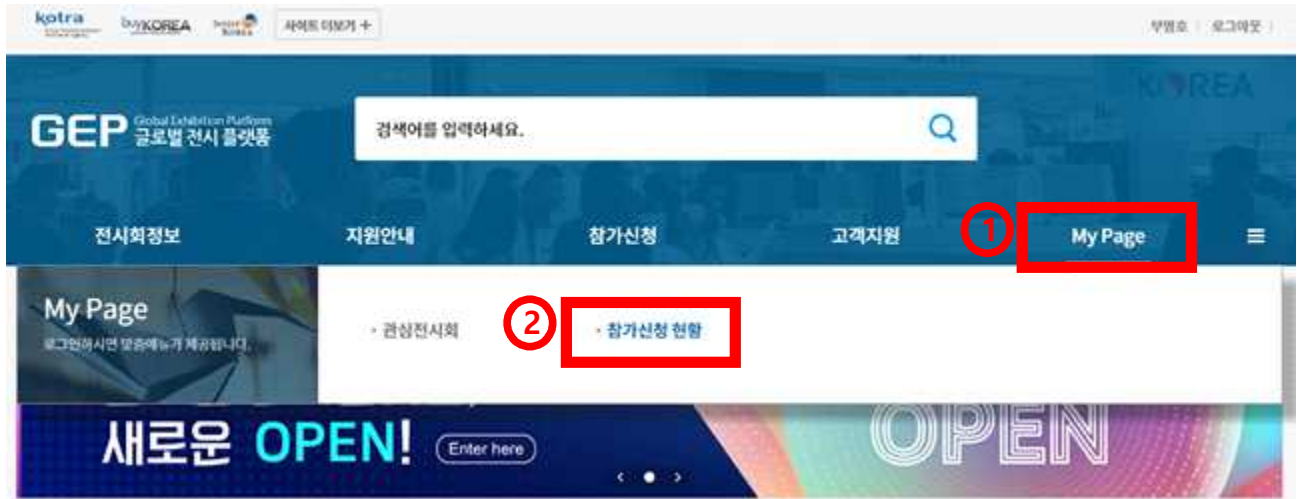 kotra buyKOREA 사이트 더보기 + 로그아웃
KOREA
GEP Global Exhibition Platform
글로벌 전시 플랫폼
검색어를 입력하세요.
전시회정보 지원안내 참가신청 고객지원 1 My Page
My Page
로그인하시면 맞춤메뉴가 제공됩니다.
· 관심전시회 2 · 참가신청 현황
새로운 OPEN! Enter here
OPEN